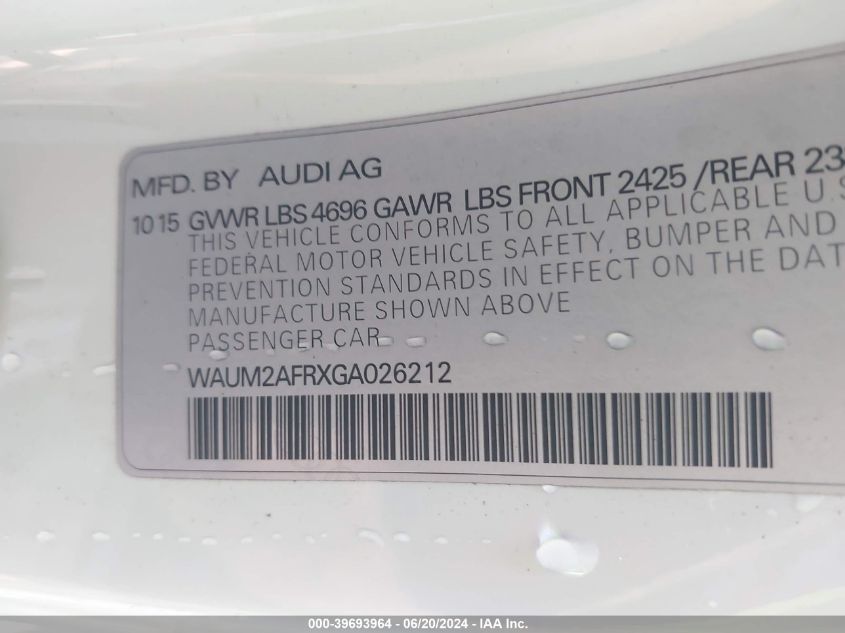 MFD. BY AUDI AG
10 15 GVWR LBS 4696 GAWR LBS FRONT 2425 /REAR 23
THIS VEHICLE CONFORMS TO ALL APPLICABLE U.S
FEDERAL MOTOR VEHICLE SAFETY, BUMPER AND
PREVENTION STANDARDS IN EFFECT ON THE DAT
MANUFACTURE SHOWN ABOVE
PASSENGER CAR
WAUM2AFRXGA026212
000-39693964 - 06/20/2024 - IAA Inc.